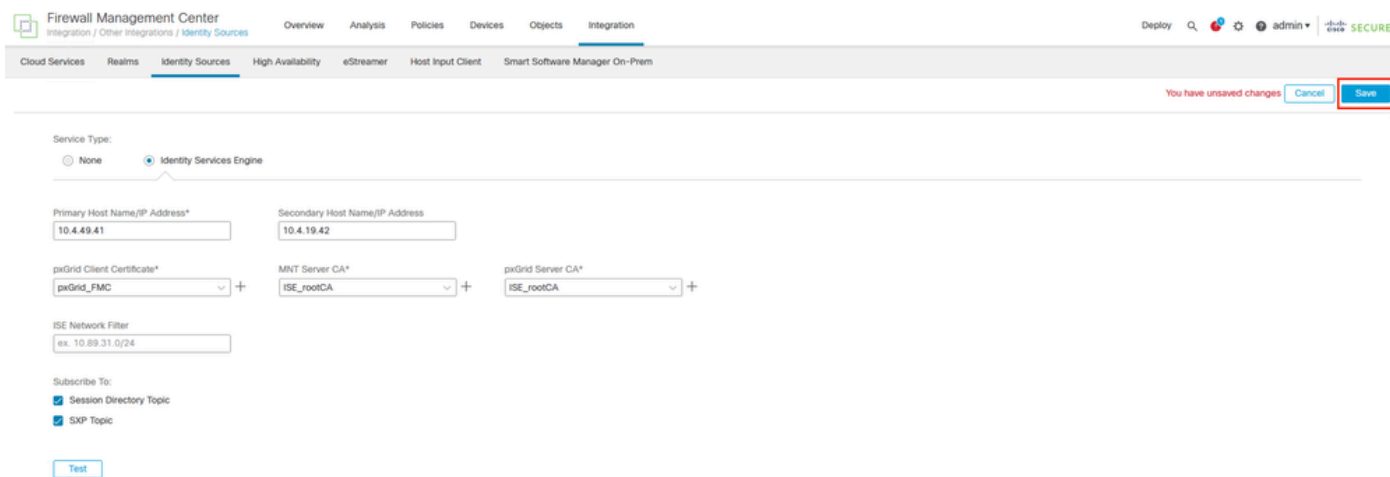 Firewall Management Center
Integration / Other Integrations / Identity Sources
Overview Analysis Policies Devices Objects Integration
Deploy admin
cisco SECURE
Cloud Services Realms Identity Sources High Availability eStreamer Host Input Client Smart Software Manager On-Prem
You have unsaved changes Cancel Save
Service Type:
None Identity Services Engine
Primary Host Name/IP Address* Secondary Host Name/IP Address
10.4.49.41 10.4.19.42
pxGrid Client Certificate* MNT Server CA* pxGrid Server CA*
pxGrid_FMC ISE_rootCA ISE_rootCA
ISE Network Filter
ex. 10.89.31.0/24
Subscribe To:
Session Directory Topic
SXP Topic
Test